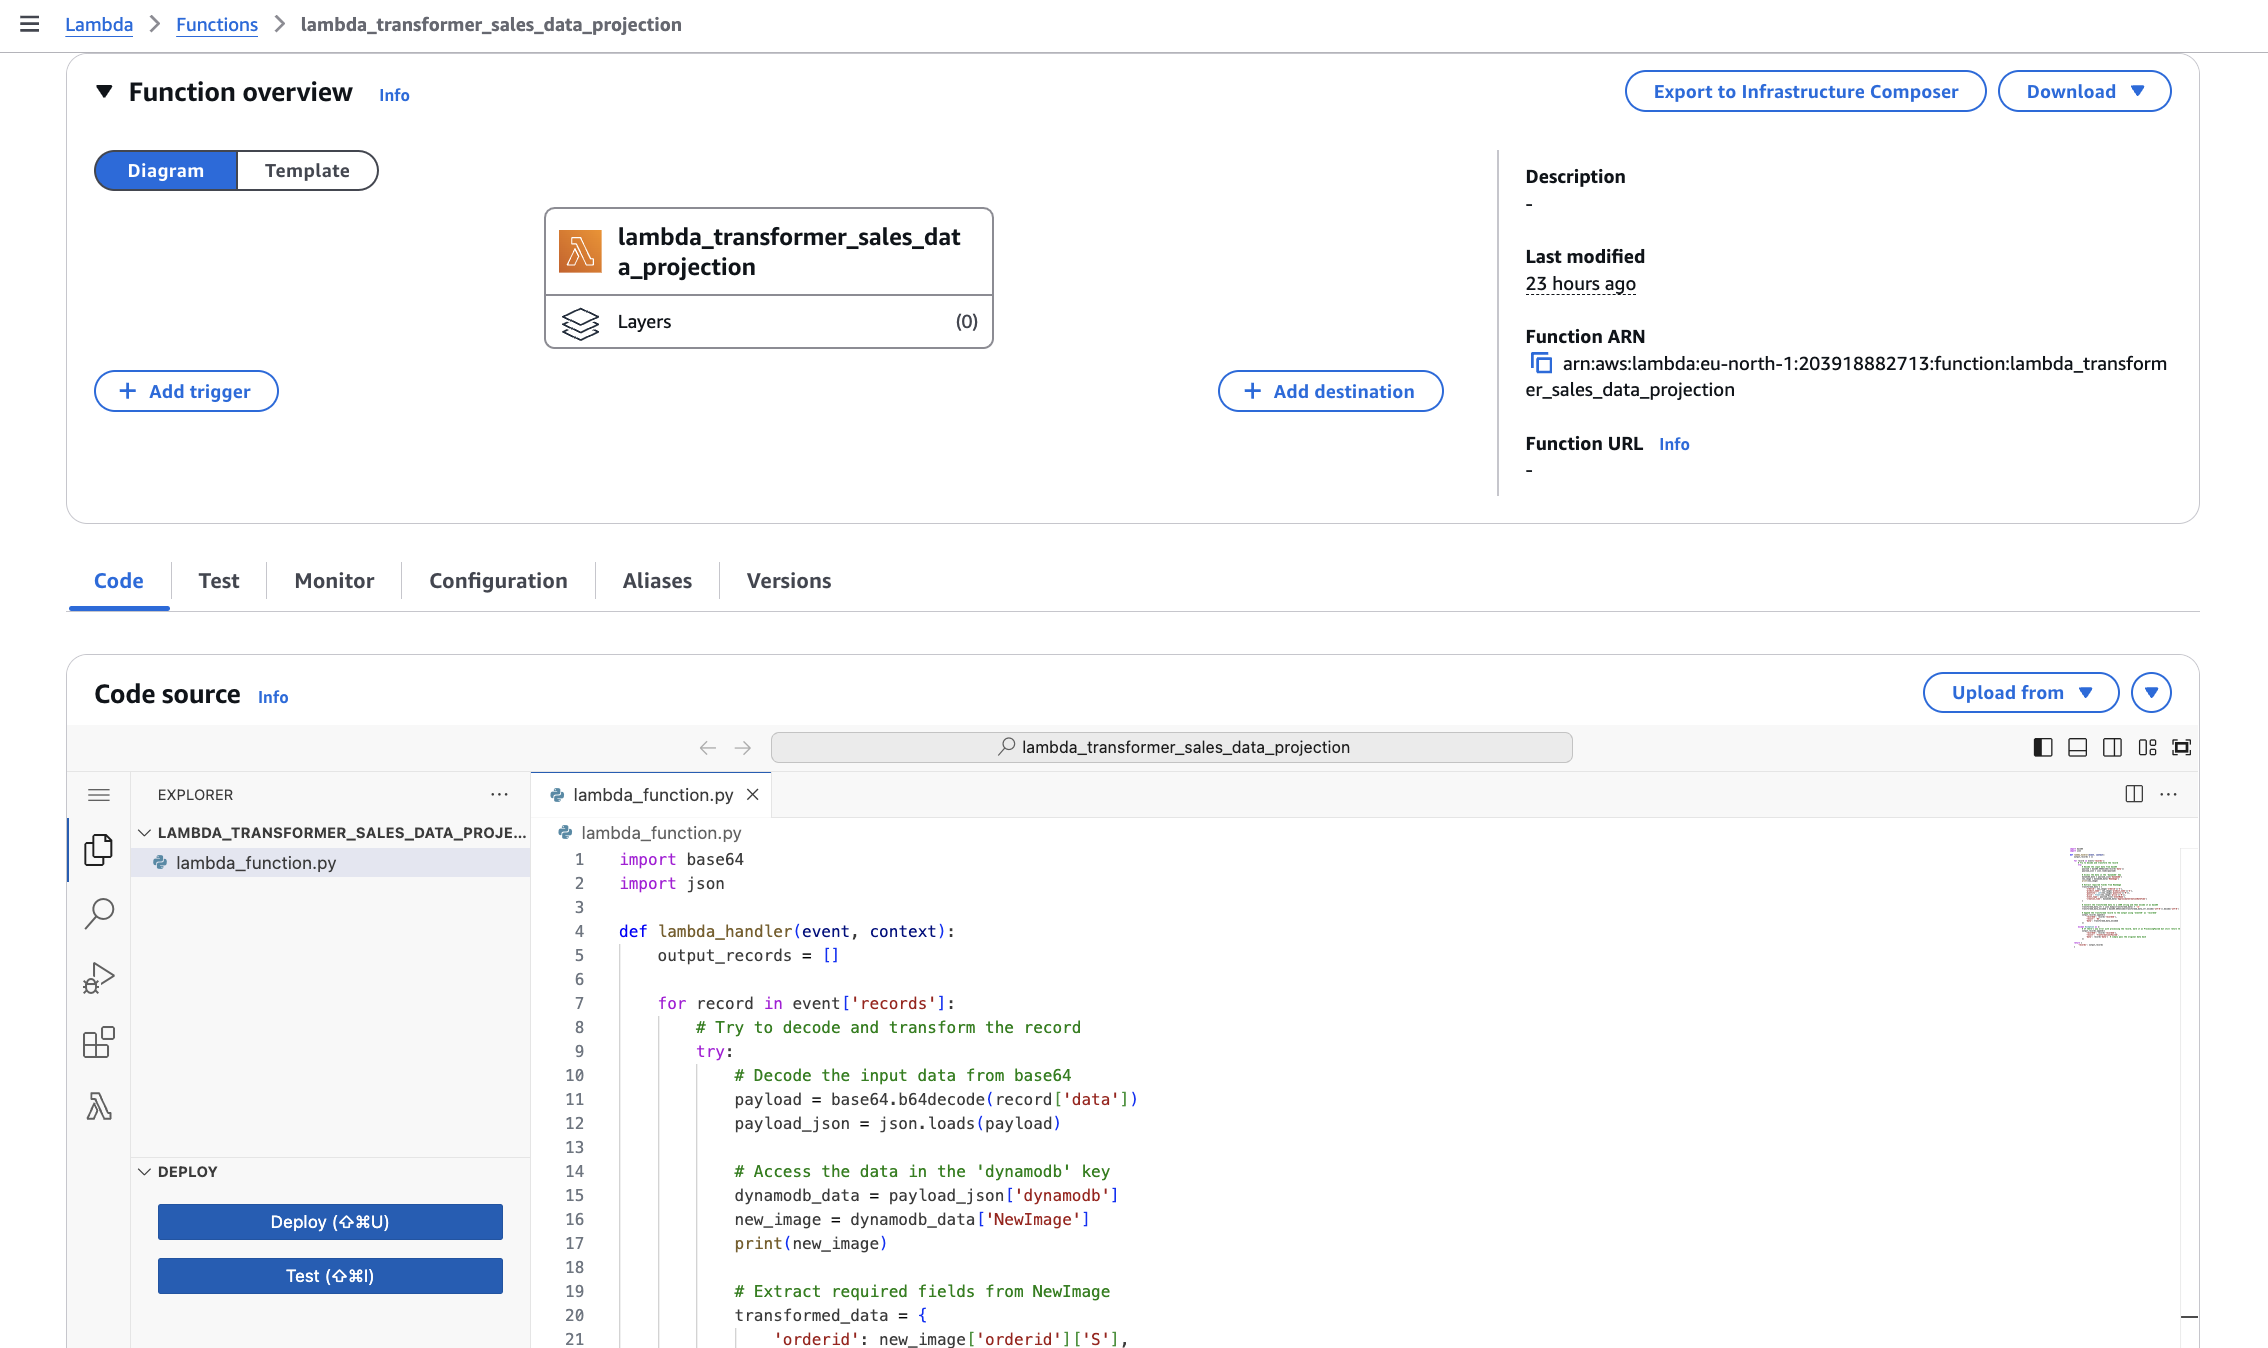 Lambda > Functions > lambda_transformer_sales_data_projection
Function overview Info
Export to Infrastructure Composer
Download
Diagram
Template
lambda_transformer_sales_dat
a_projection
Layers (0)
+ Add trigger
+ Add destination
Description
-
Last modified
23 hours ago
Function ARN
arn:aws:lambda:eu-north-1:203918882713:function:lambda_transform
er_sales_data_projection
Function URL Info
-
Code
Test
Monitor
Configuration
Aliases
Versions
Code source Info
Upload from
lambda_transformer_sales_data_projection
EXPLORER
LAMBDA_TRANSFORMER_SALES_DATA_PROJE...
lambda_function.py
DEPLOY
Deploy (⇧⌘U)
Test (⇧⌘I)
lambda_function.py
lambda_function.py
1 import base64
2 import json
3
4 def lambda_handler(event, context):
5 output_records = []
6
7 for record in event['records']:
8 # Try to decode and transform the record
9 try:
10 # Decode the input data from base64
11 payload = base64.b64decode(record['data'])
12 payload_json = json.loads(payload)
13
14 # Access the data in the 'dynamodb' key
15 dynamodb_data = payload_json['dynamodb']
16 new_image = dynamodb_data['NewImage']
17 print(new_image)
18
19 # Extract required fields from NewImage
20 transformed_data = {
21 'orderid': new_image['orderid']['S'],